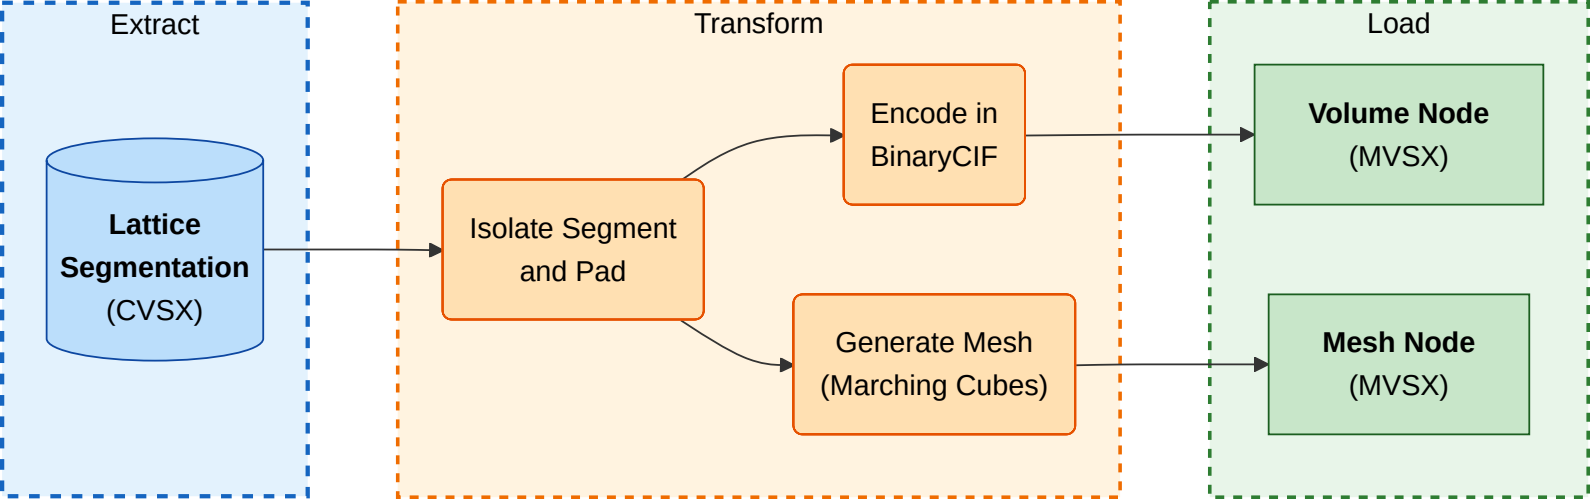 Extract
Lattice
Segmentation
(CVSX)
Transform
Isolate Segment
and Pad
Encode in
BinaryCIF
Generate Mesh
(Marching Cubes)
Load
Volume Node
(MVSX)
Mesh Node
(MVSX)